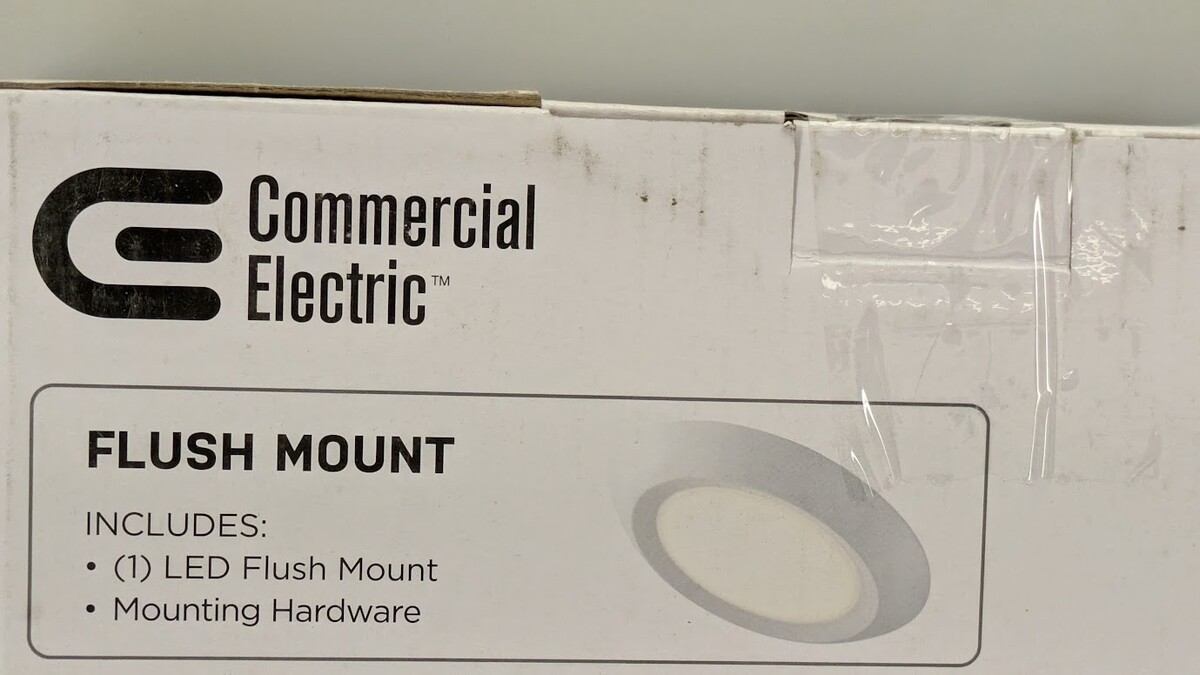 Commercial
Electric™
FLUSH MOUNT
INCLUDES:
• (1) LED Flush Mount
• Mounting Hardware